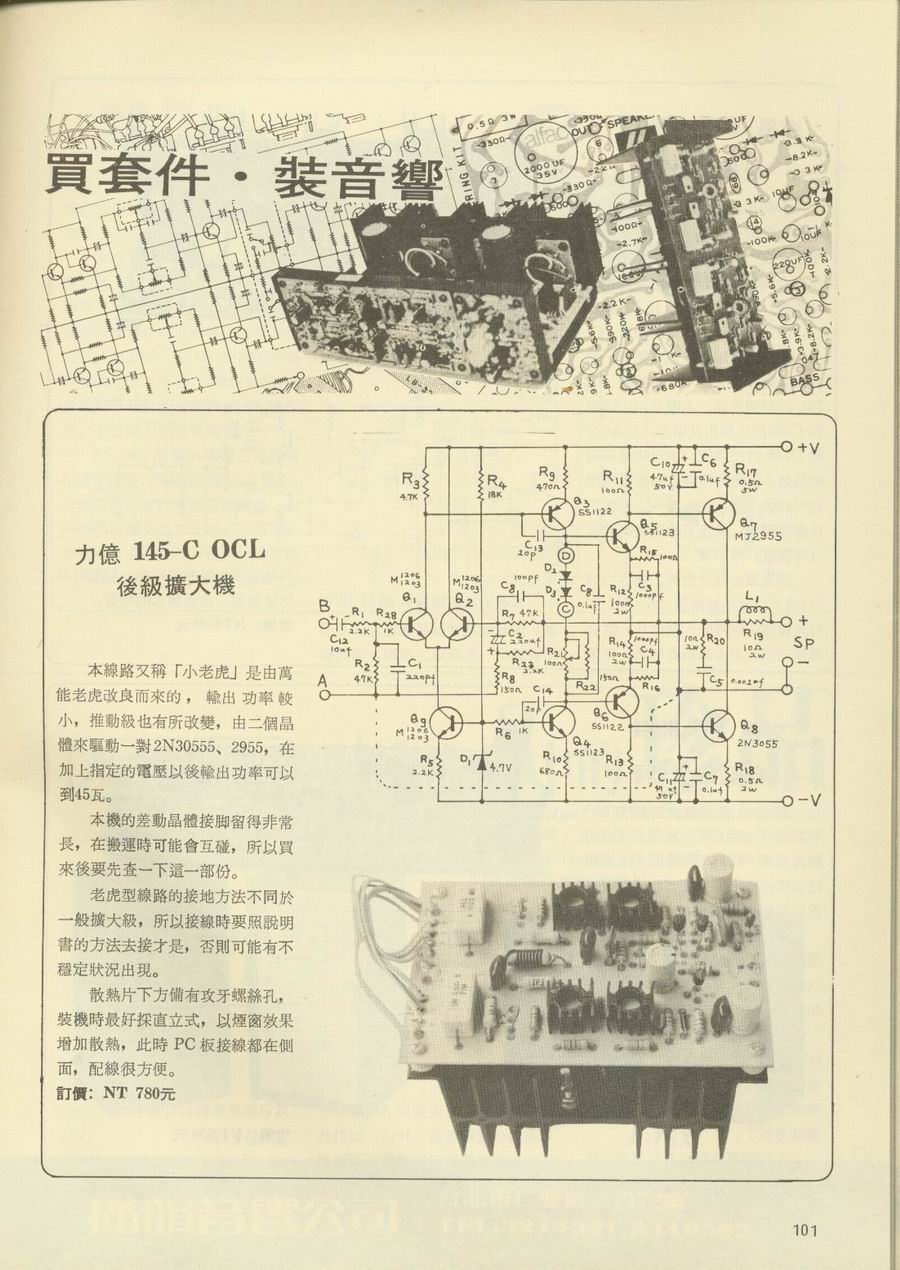 買套件·裝音響
力億 145-C OCL
後級擴大機
本線路又稱「小老虎」是由萬
能老虎改良而來的，輸出功率較
小，推動級也有所改變，由二個晶
體來驅動一對2N30555、2955，在
加上指定的電壓以後輸出功率可以
到45瓦。
本機的差動晶體接脚留得非常
長，在搬運時可能會互碰，所以買
來後要先查一下這一部份。
老虎型線路的接地方法不同於
一般擴大級，所以接線時要照說明
書的方法去接才是，否則可能有不
穩定狀況出現。
散熱片下方備有攻牙螺絲孔，
裝機時最好採直立式，以煙窗效果
增加散熱，此時 PC 板接線都在側
面，配線很方便。
訂價：NT 780元
+V
R3
4.7K
R4
18K
R9
470Ω
R11
100Ω
C10
47uf
50V
C6
0.1uf
R17
0.5Ω
5W
Q3
SS1122
Q5
SS1123
Q7
MJ2955
C13
20p
D
D2
D3
C
R15
100Ω
C3
1000pf
R12
100Ω
2W
C8
0.1uf
M1206
1203
Q1
M1206
1203
Q2
100pf
C8
R7 47K
B
C12
10uf
R1
2.2K
R28
1K
R2
47K
C1
220pf
A
C2
220uf
R23
2.2K
R8
150Ω
R21
100Ω
R22
R14
100Ω
2W
1000pf
C4
R16
150Ω
L1
R19
10Ω
2W
R20
10Ω
2W
C5
0.002uf
+
SP
-
C14
20p
Q9
M1206
1203
R6
1K
Q4
SS1123
Q6
SS1122
Q8
2N3055
R5
2.2K
D1
4.7V
R10
680Ω
R13
100Ω
C11
47uf
50V
C7
0.1uf
R18
0.5Ω
-V
101